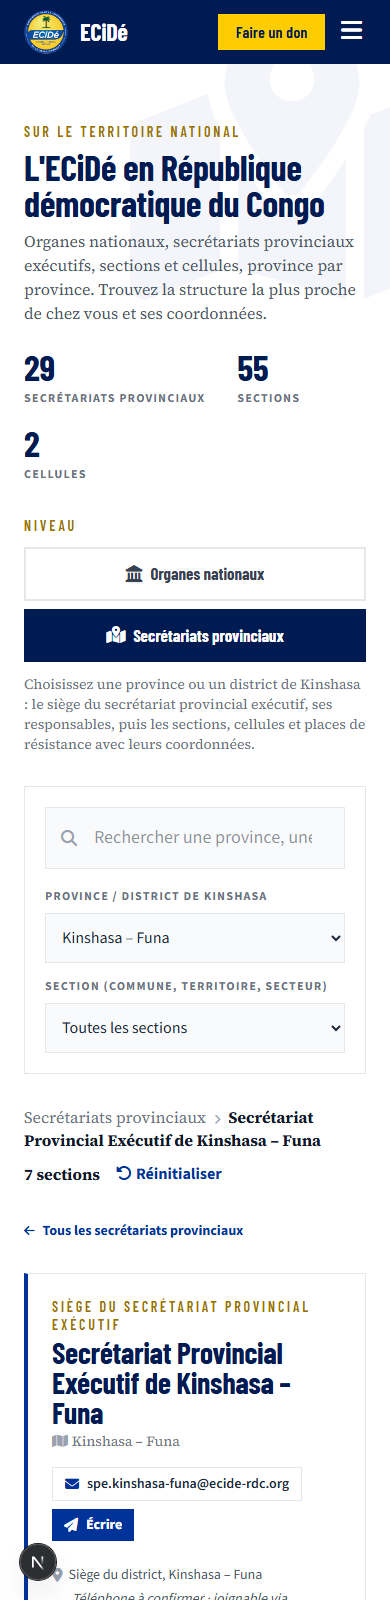 ECiDé
ECiDé
Faire un don
SUR LE TERRITOIRE NATIONAL
L'ECiDé en République
démocratique du Congo
Organes nationaux, secrétariats provinciaux
exécutifs, sections et cellules, province par
province. Trouvez la structure la plus proche
de chez vous et ses coordonnées.
29
SECRÉTARIATS PROVINCIAUX
55
SECTIONS
2
CELLULES
NIVEAU
Organes nationaux
Secrétariats provinciaux
Choisissez une province ou un district de Kinshasa
: le siège du secrétariat provincial exécutif, ses
responsables, puis les sections, cellules et places de
résistance avec leurs coordonnées.
Rechercher une province, une
PROVINCE / DISTRICT DE KINSHASA
Kinshasa – Funa
SECTION (COMMUNE, TERRITOIRE, SECTEUR)
Toutes les sections
Secrétariats provinciaux > Secrétariat
Provincial Exécutif de Kinshasa – Funa
7 sections Réinitialiser
← Tous les secrétariats provinciaux
SIÈGE DU SECRÉTARIAT PROVINCIAL
EXÉCUTIF
Secrétariat Provincial
Exécutif de Kinshasa –
Funa
Kinshasa – Funa
spe.kinshasa-funa@ecide-rdc.org
Écrire
N
Siège du district, Kinshasa – Funa
Téléphone à confirmer : joignable via